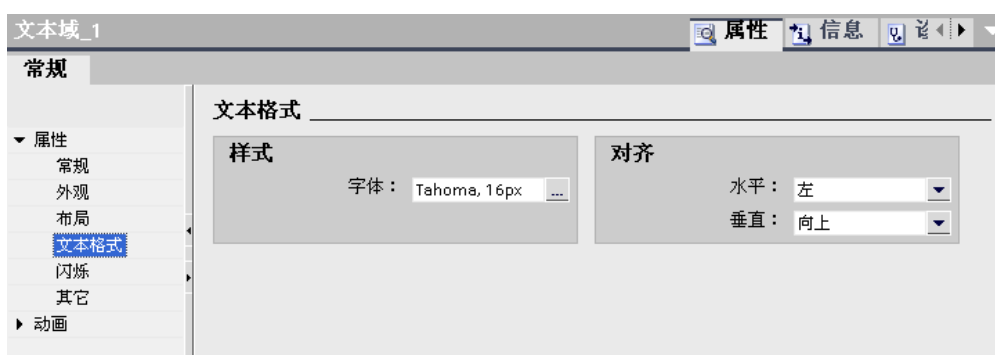 文本域_1
属性 信息
常规
文本格式
属性
常规
外观
布局
文本格式
闪烁
其它
动画
样式
字体： Tahoma, 16px ...
对齐
水平： 左
垂直： 向上